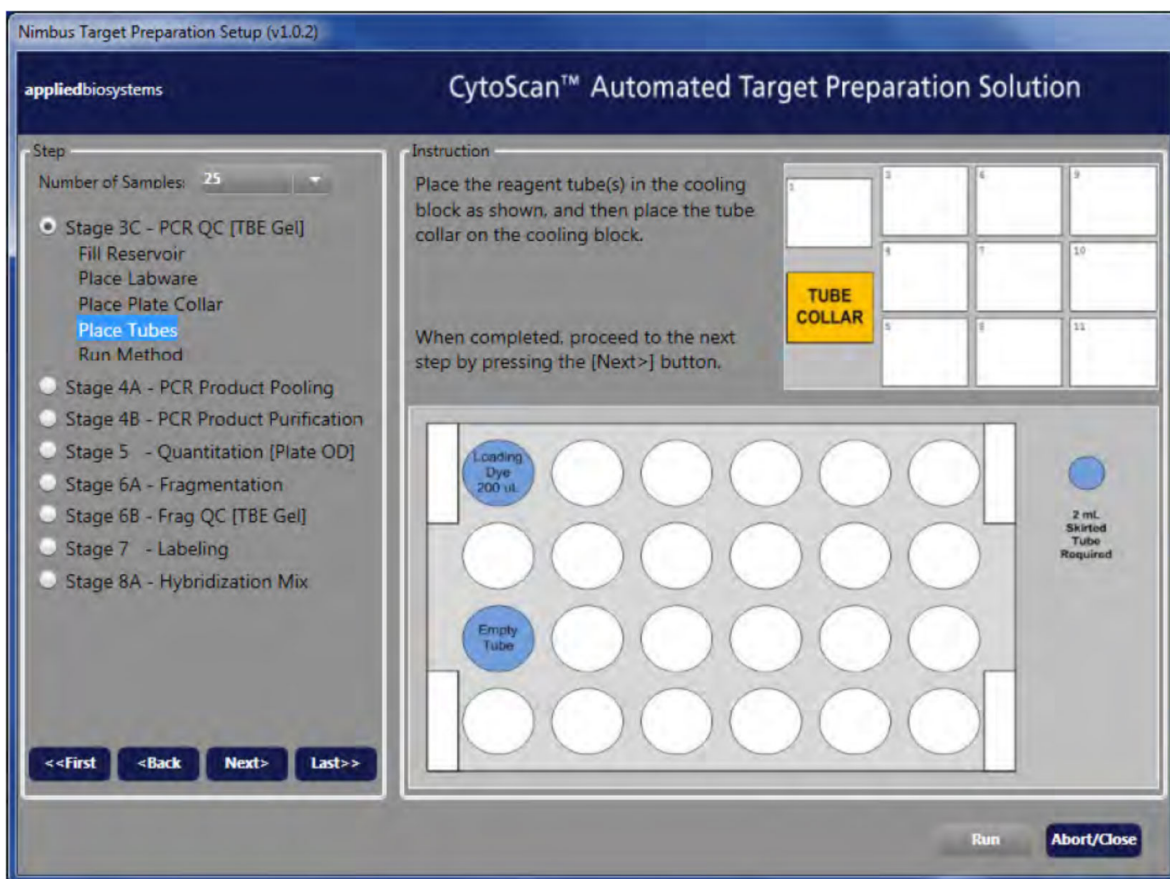 Nimbus Target Preparation Setup (v1.0.2)
appliedbiosystems
CytoScan™ Automated Target Preparation Solution
Step
Number of Samples: 25
Stage 3C - PCR QC [TBE Gel]
Fill Reservoir
Place Labware
Place Plate Collar
Place Tubes
Run Method
Stage 4A - PCR Product Pooling
Stage 4B - PCR Product Purification
Stage 5 - Quantitation [Plate OD]
Stage 6A - Fragmentation
Stage 6B - Frag QC [TBE Gel]
Stage 7 - Labeling
Stage 8A - Hybridization Mix
<<First
<Back
Next>
Last>>
Instruction
Place the reagent tube(s) in the cooling
block as shown, and then place the tube
collar on the cooling block.
When completed, proceed to the next
step by pressing the [Next>] button.
1
3
6
9
4
7
10
TUBE
COLLAR
5
8
11
Loading
Dye
200 uL
Empty
Tube
2 mL
Skirted
Tube
Required
Run
Abort/Close